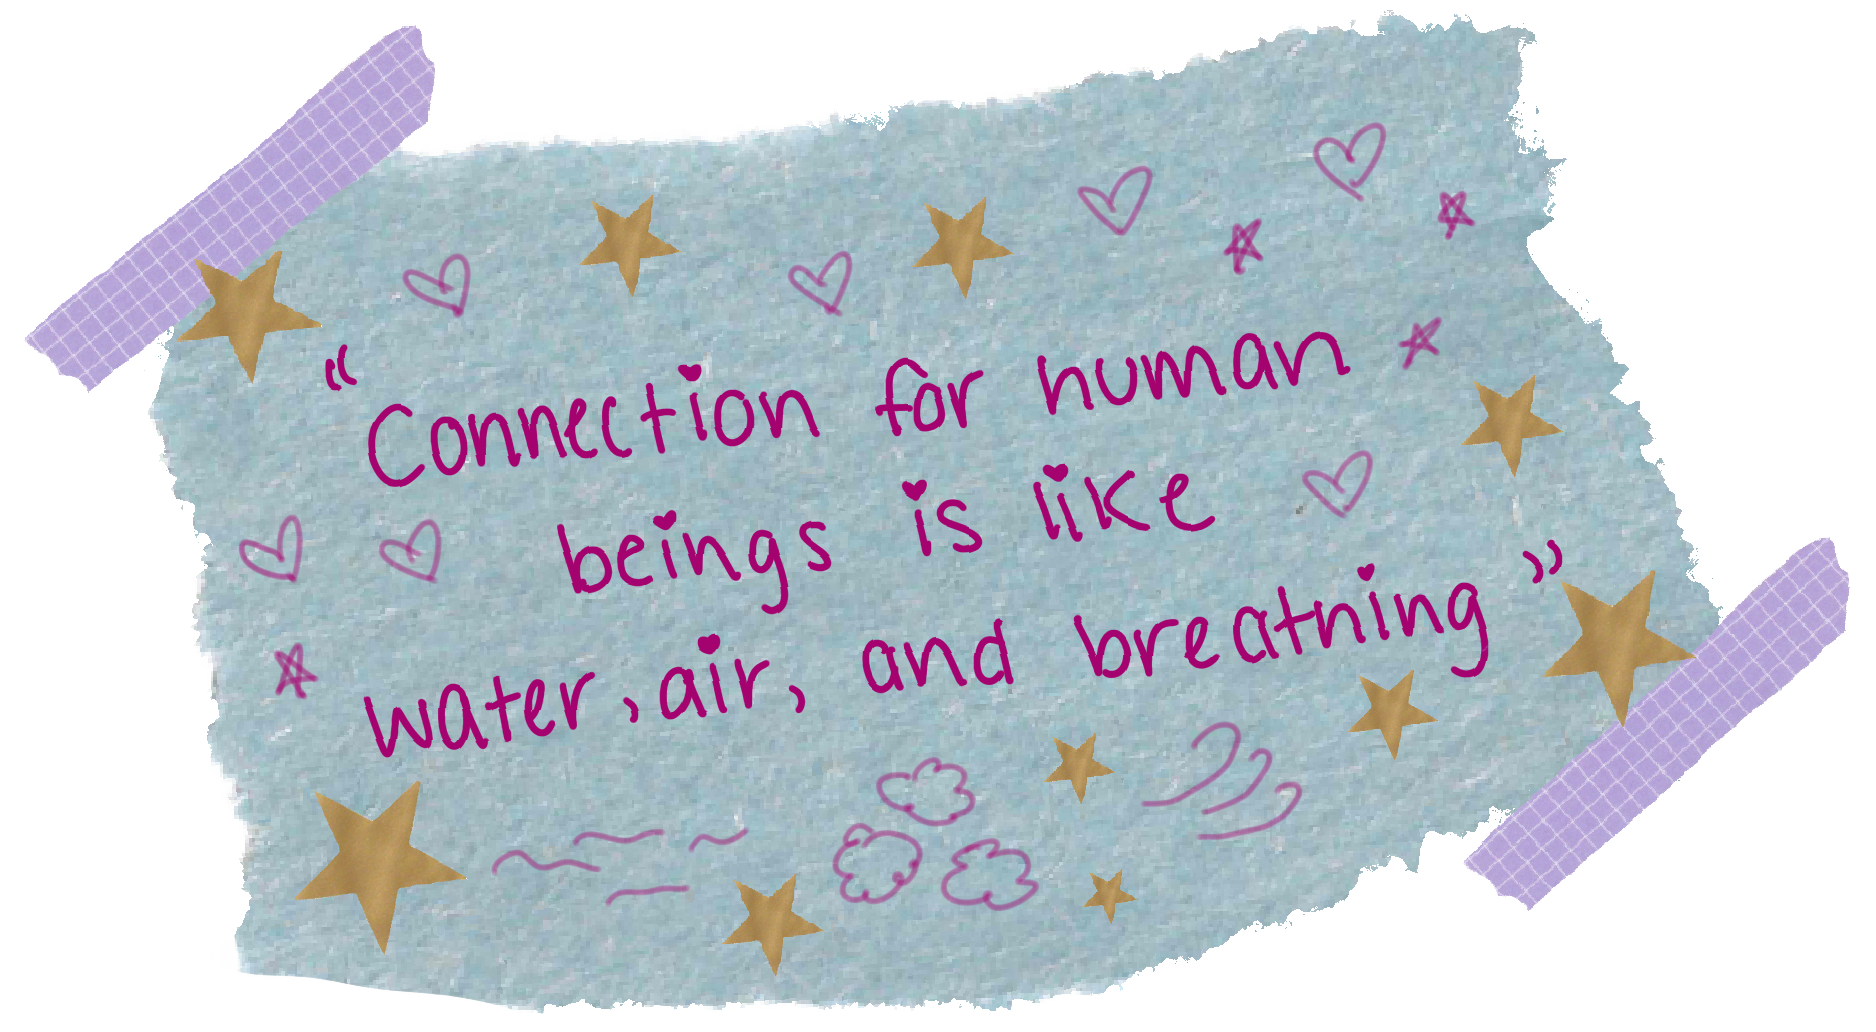 “Connection for human
beings is like
water, air, and breathing”